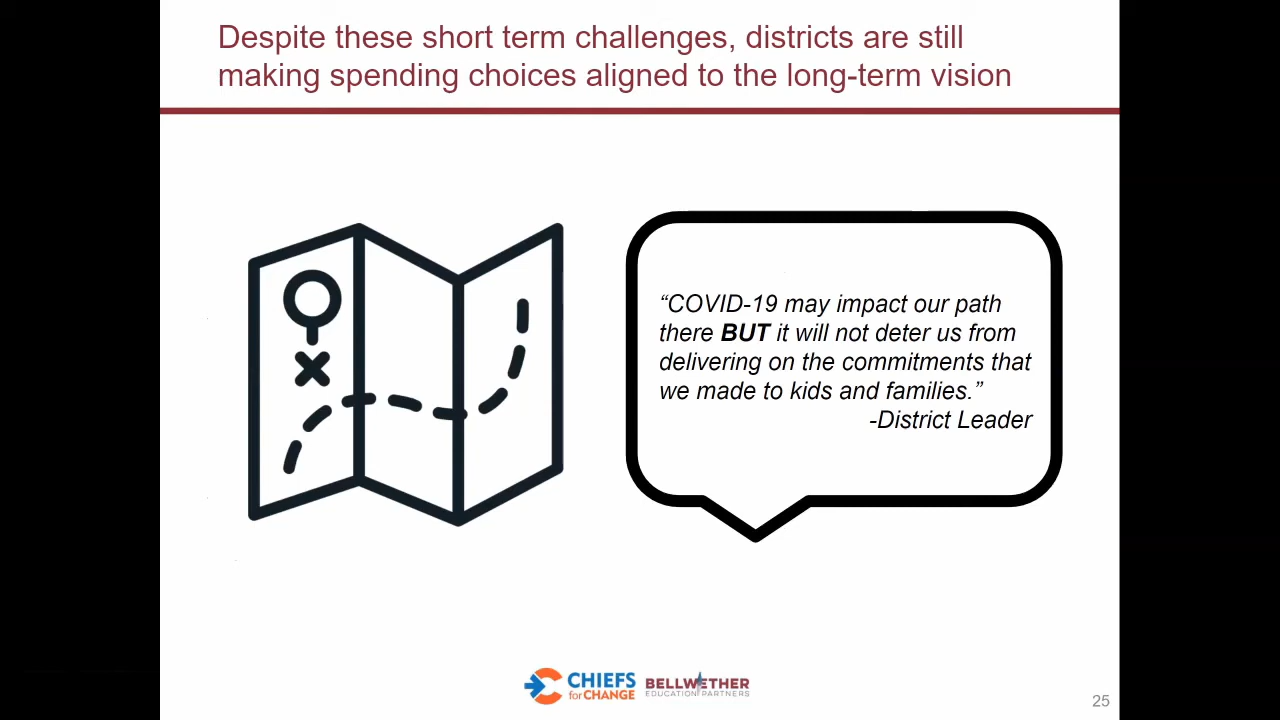 Despite these short term challenges, districts are still
making spending choices aligned to the long-term vision
“COVID-19 may impact our path
there BUT it will not deter us from
delivering on the commitments that
we made to kids and families.”
-District Leader
CHIEFS
for CHANGE
BELLWETHER
EDUCATION PARTNERS
25